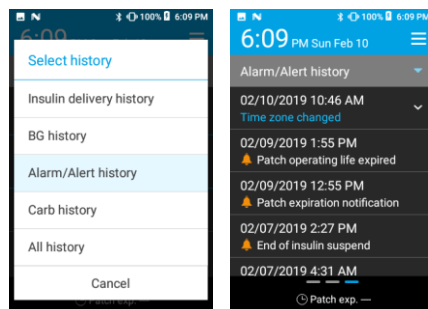 100% 6:09 PM
6:09
Select history
Insulin delivery history
BG history
Alarm/Alert history
Carb history
All history
Cancel
Patch exp. —
100% 6:09 PM
6:09 PM Sun Feb 10
Alarm/Alert history
02/10/2019 10:46 AM
Time zone changed
02/09/2019 1:55 PM
Patch operating life expired
02/09/2019 12:55 PM
Patch expiration notification
02/07/2019 2:27 PM
End of insulin suspend
02/07/2019 4:31 AM
Patch exp. —